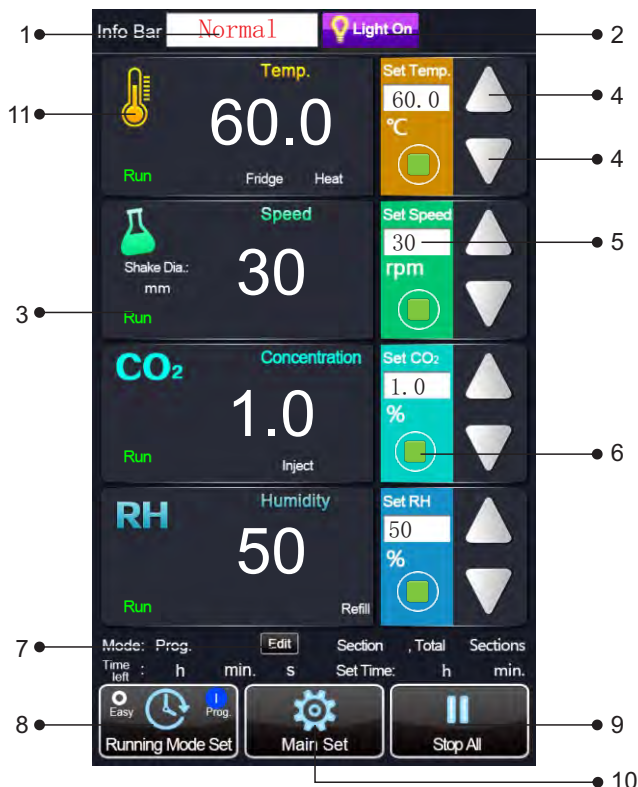 1 Info Bar Normal Light On 2
Temp. Set Temp.
60.0 4
11 60.0 °C
4
Run Fridge Heat
Speed Set Speed
30 5
Shake Dia.: 30 rpm
mm
3 Run
CO₂ Concentration Set CO₂
1.0
1.0 %
6
Run Inject
RH Humidity Set RH
50
50 %
Run Refill
7 Mode: Prog. Edit Section , Total Sections
Time left : h min. s Set Time: h min.
Easy Prog.
8 9
Running Mode Set Main Set Stop All
10